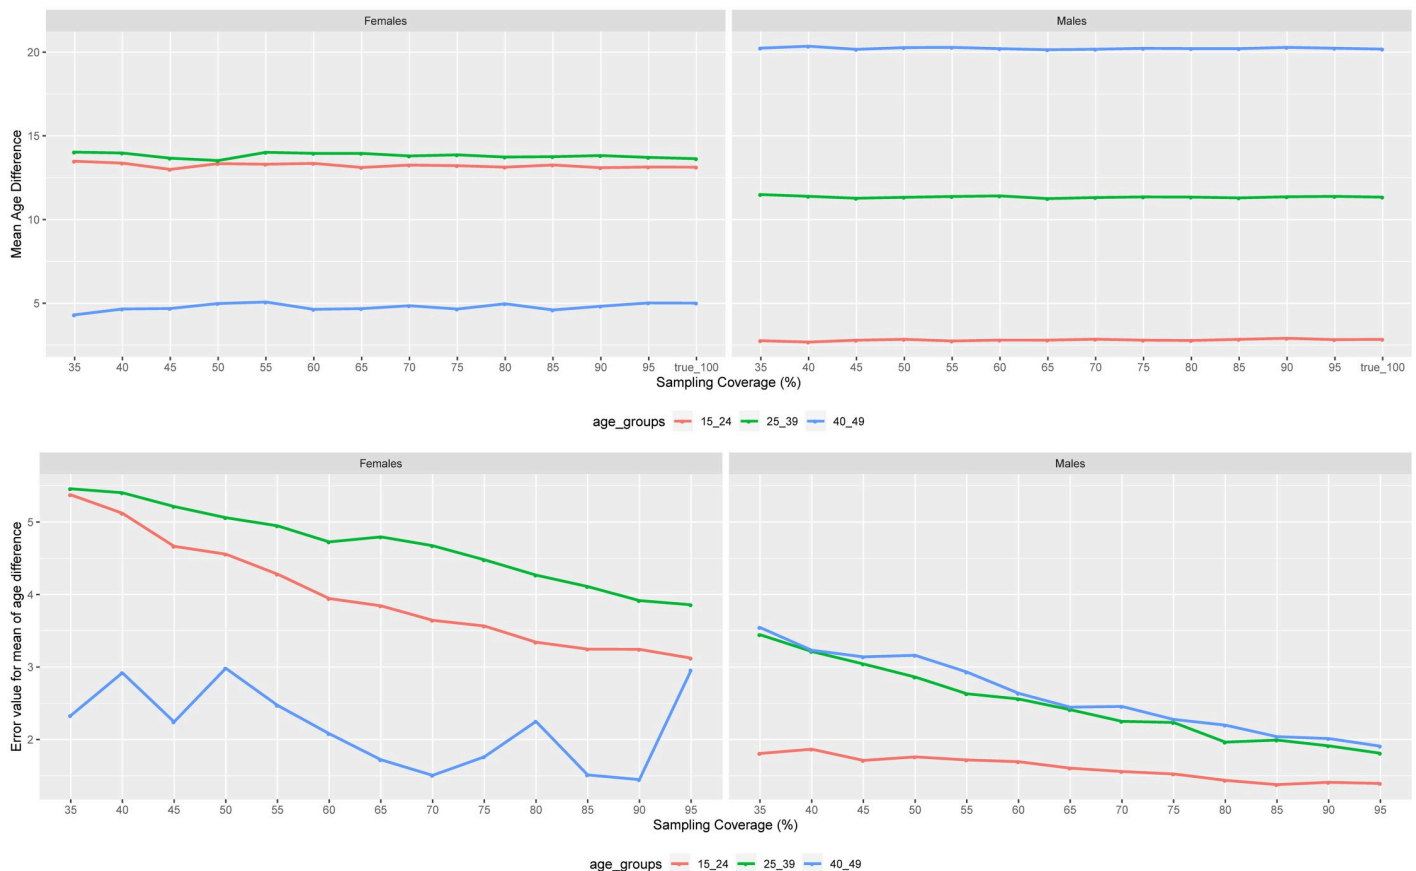 Females Males
Mean Age Difference
20
15
10
5
35 40 45 50 55 60 65 70 75 80 85 90 95 true_100 35 40 45 50 55 60 65 70 75 80 85 90 95 true_100
Sampling Coverage (%)
age_groups 15_24 25_39 40_49
Females Males
Error value for mean of age difference
5
4
3
2
35 40 45 50 55 60 65 70 75 80 85 90 95 35 40 45 50 55 60 65 70 75 80 85 90 95
Sampling Coverage (%)
age_groups 15_24 25_39 40_49